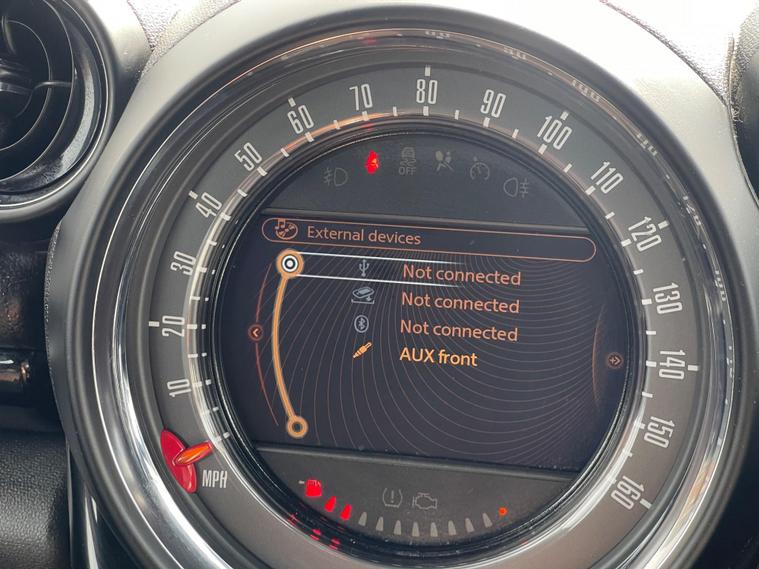 80
70
90
60
100
50
110
40
120
30
130
20
140
10
150
MPH
160
OFF
External devices
Not connected
Not connected
Not connected
AUX front